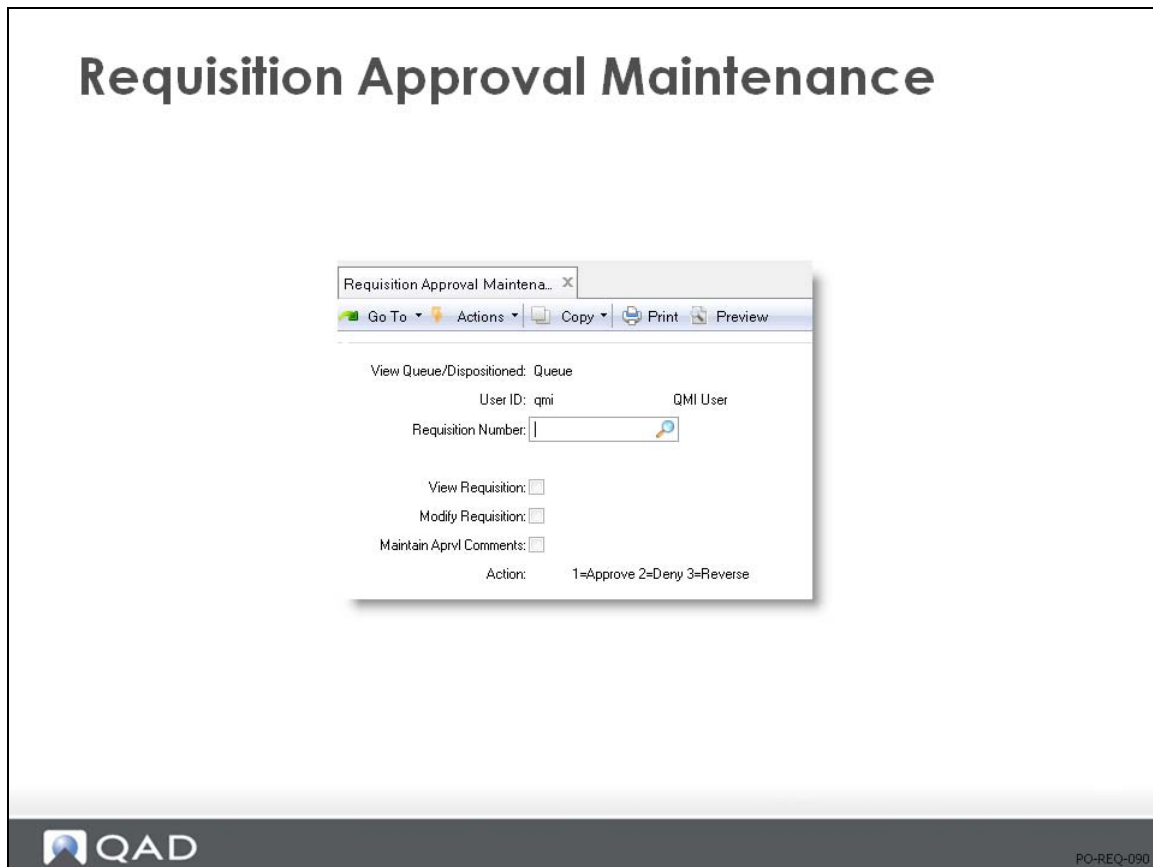 Requisition Approval Maintenance
Requisition Approval Maintena...
Go To Actions Copy Print Preview
View Queue/Dispositioned: Queue
User ID: qmi QMI User
Requisition Number:
View Requisition:
Modify Requisition:
Maintain Aprvl Comments:
Action: 1=Approve 2=Deny 3=Reverse
QAD
PO-REQ-090